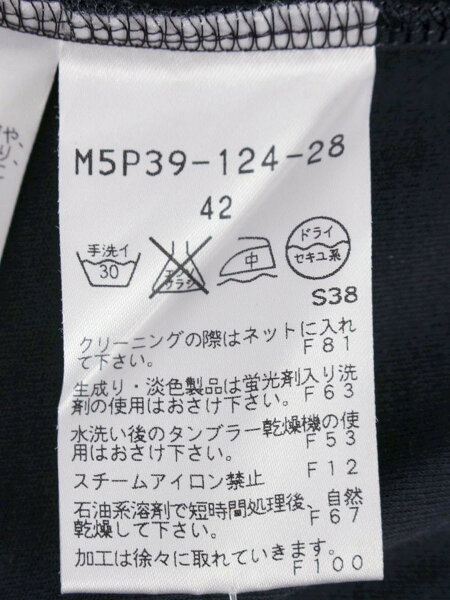 M5P39-124-28
42
手洗イ
30
エンソ
サラシ
中
ドライ
セキユ系
S38
クリーニングの際はネットに入れ
て下さい。 F81
生成り・淡色製品は蛍光剤入り洗
剤の使用はおさけ下さい。F63
水洗い後のタンブラー乾燥機の使
用はおさけ下さい。 F53
スチームアイロン禁止 F12
石油系溶剤で短時間処理後、自然
乾燥して下さい。 F67
加工は徐々に取れていきます。
F100